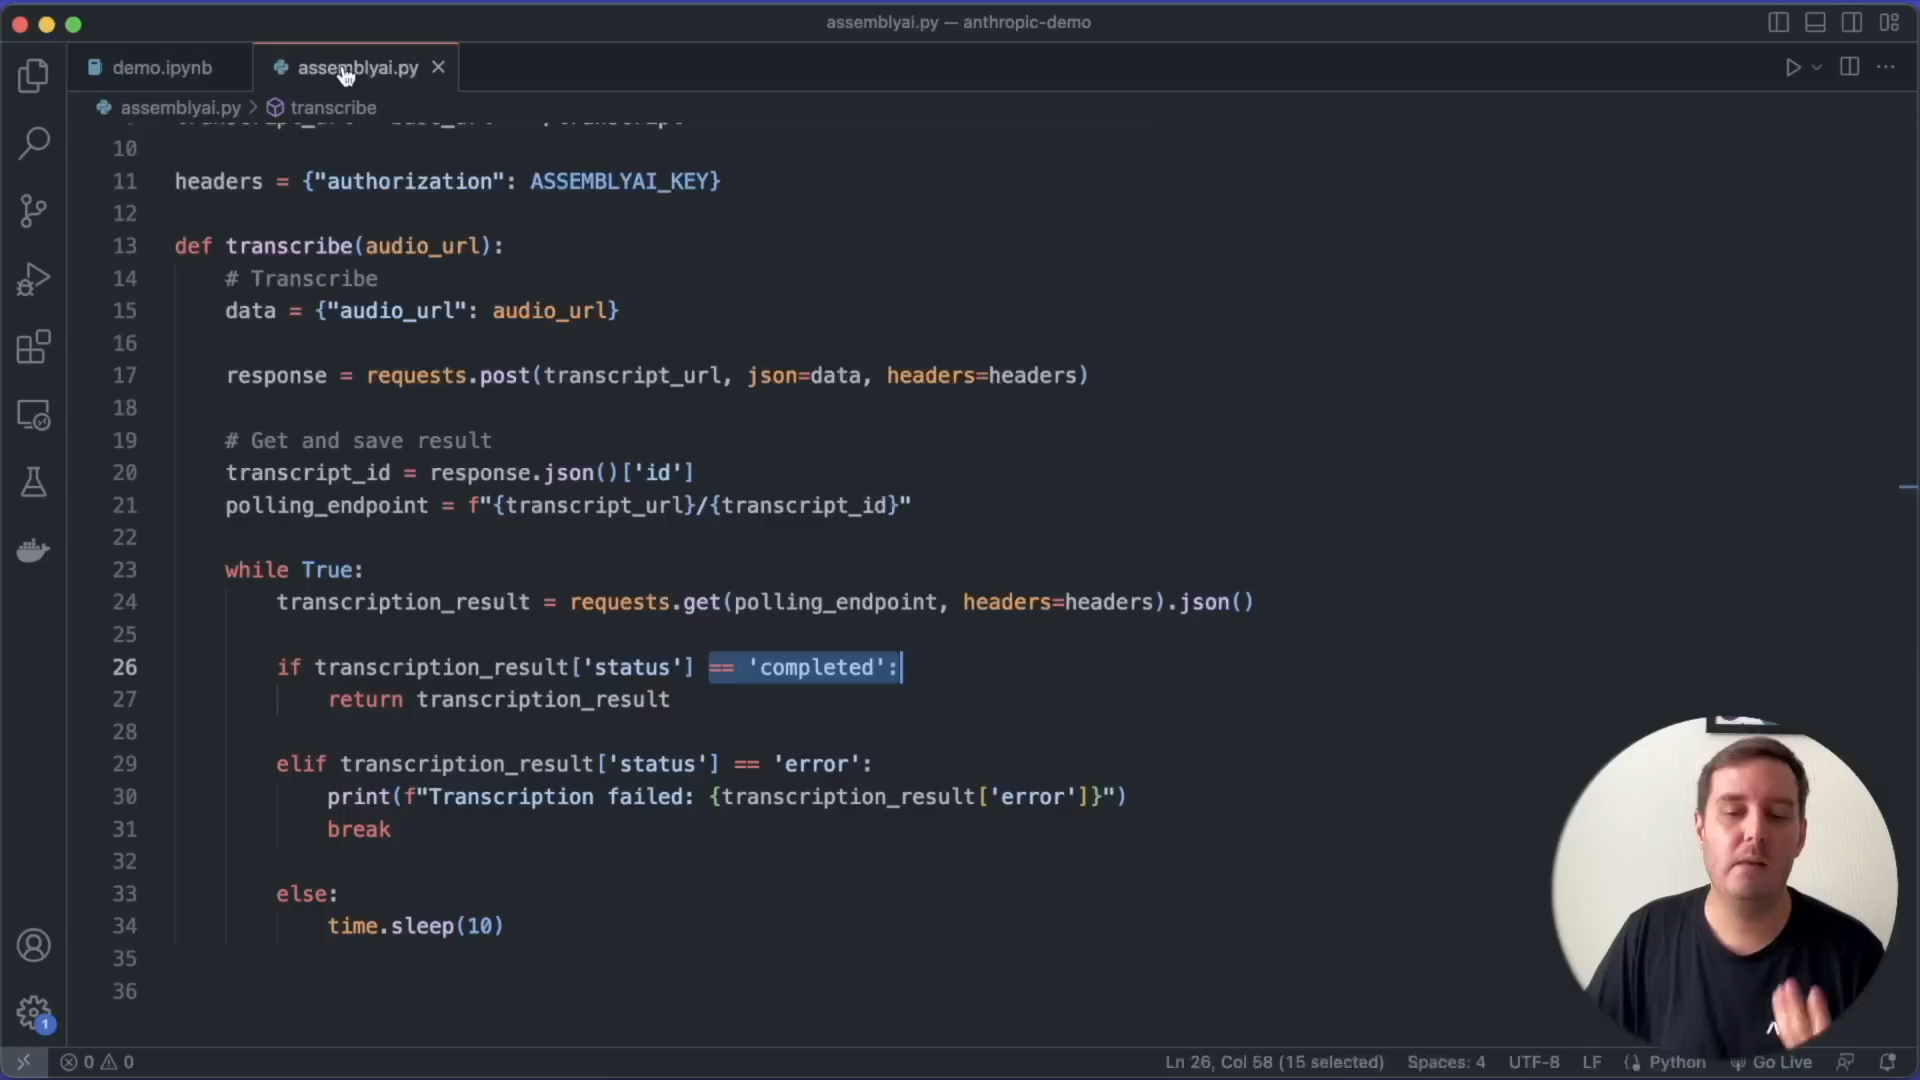 assemblyai.py — anthropic-demo
demo.ipynb
assemblyai.py
assemblyai.py > transcribe
10
11 headers = {"authorization": ASSEMBLYAI_KEY}
12
13 def transcribe(audio_url):
14 # Transcribe
15 data = {"audio_url": audio_url}
16
17 response = requests.post(transcript_url, json=data, headers=headers)
18
19 # Get and save result
20 transcript_id = response.json()['id']
21 polling_endpoint = f"{transcript_url}/{transcript_id}"
22
23 while True:
24 transcription_result = requests.get(polling_endpoint, headers=headers).json()
25
26 if transcription_result['status'] == 'completed':
27 return transcription_result
28
29 elif transcription_result['status'] == 'error':
30 print(f"Transcription failed: {transcription_result['error']}")
31 break
32
33 else:
34 time.sleep(10)
35
36
1
0 0
Ln 26, Col 58 (15 selected) Spaces: 4 UTF-8 LF Python Go Live